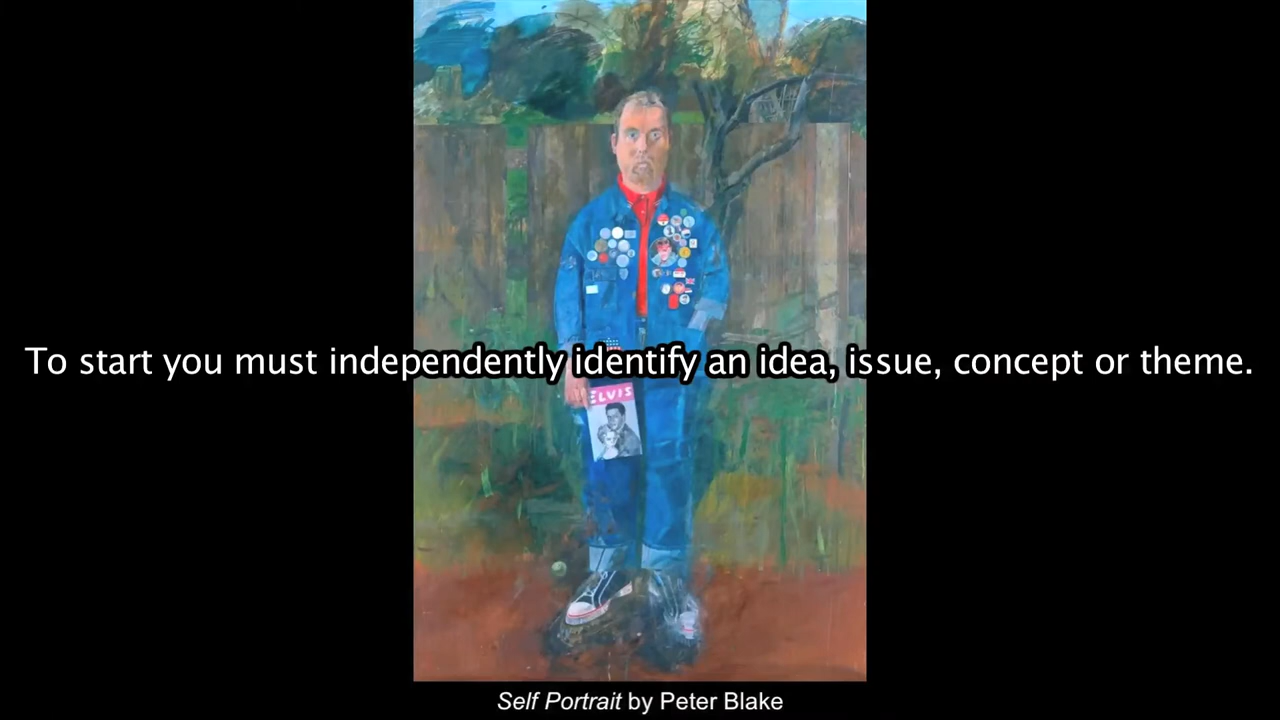 To start you must independently identify an idea, issue, concept or theme.
ELVIS
Self Portrait by Peter Blake